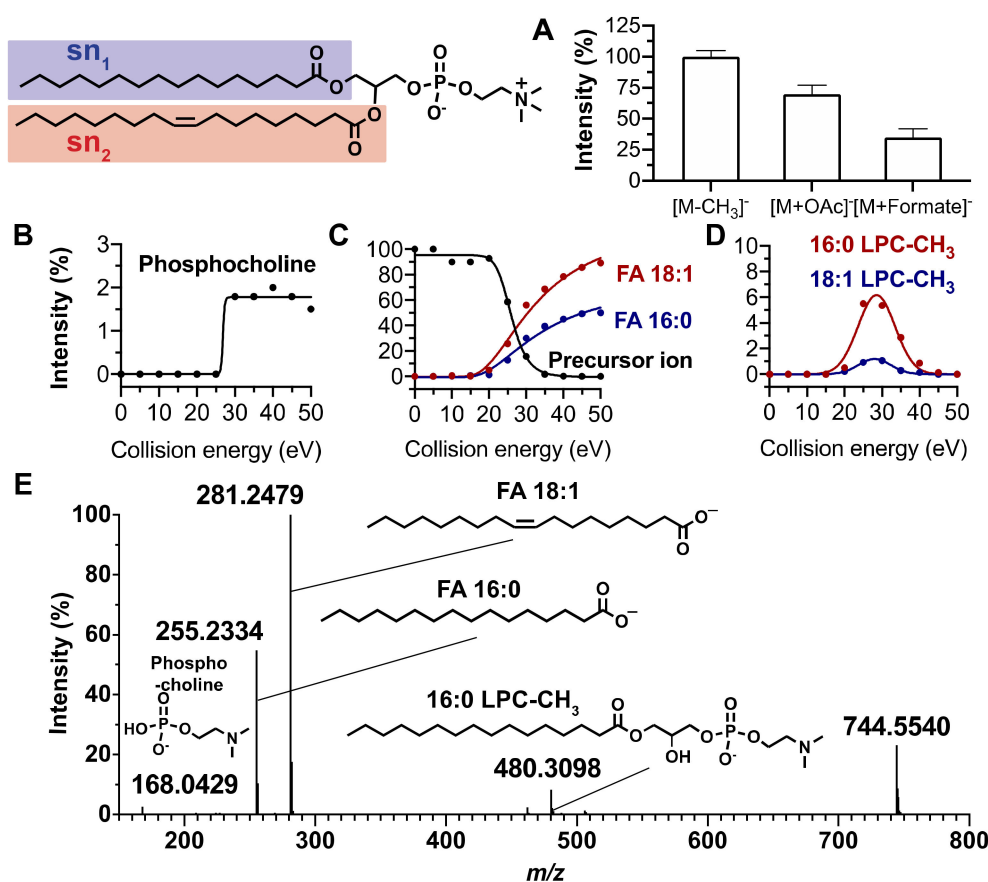 sn1
sn2
O
O
O
O
O
P
O
O-
N
+
A
Intensity (%)
125
100
75
50
25
0
[M-CH3]-
[M+OAc]-
[M+Formate]-
B
Intensity (%)
3
2
1
0
Phosphocholine
0 10 20 30 40 50
Collision energy (eV)
C
100
80
60
40
20
0
FA 18:1
FA 16:0
Precursor ion
0 10 20 30 40 50
Collision energy (eV)
D
10
8
6
4
2
0
16:0 LPC-CH3
18:1 LPC-CH3
0 10 20 30 40 50
Collision energy (eV)
E
Intensity (%)
100
80
60
40
20
0
281.2479
FA 18:1
O−
O
FA 16:0
O
O−
255.2334
Phospho
-choline
O
HO P O
O-
N
168.0429
16:0 LPC-CH3
O
O
OH
O
O
P
O
O-
N
480.3098
744.5540
200 300 400 500 600 700 800
m/z